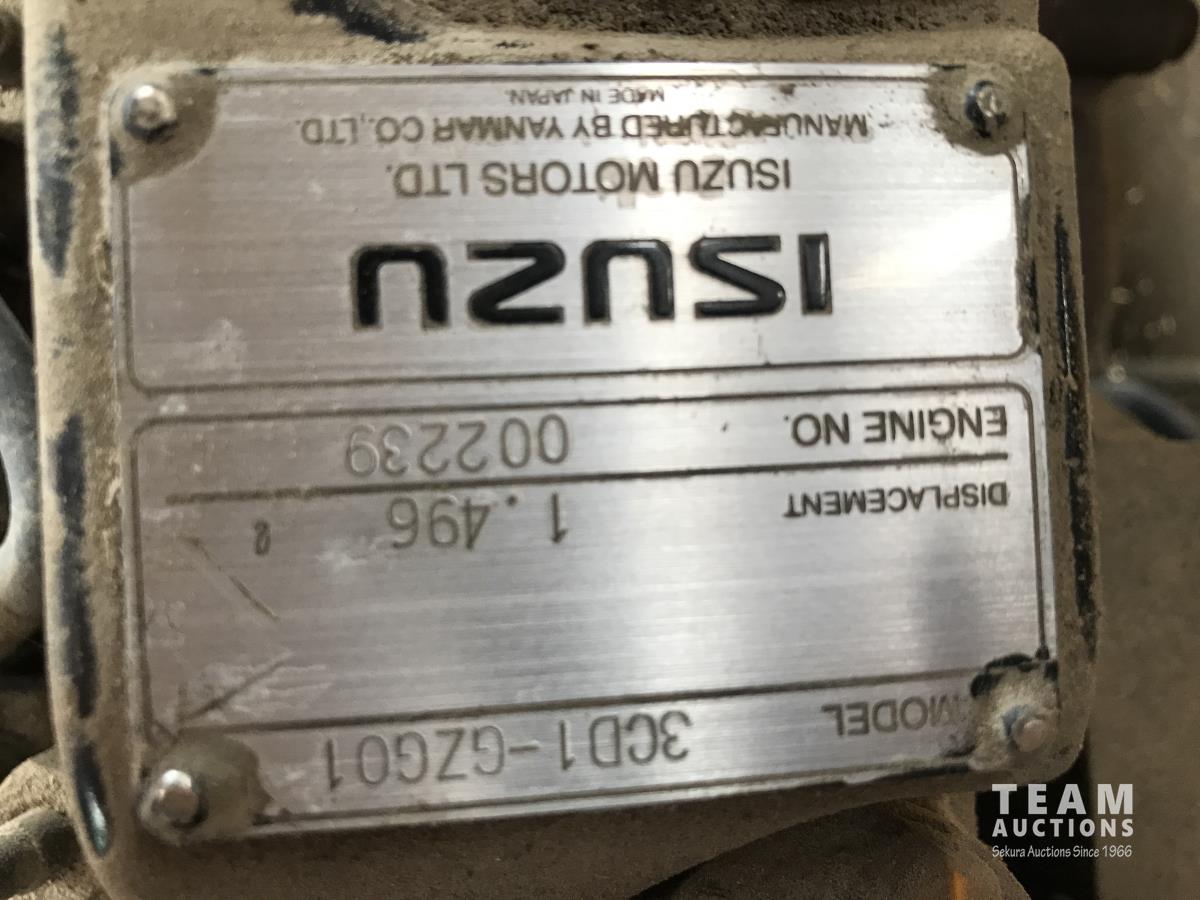 MODEL 3CD1-GZG01
DISPLACEMENT 1.496 ℓ
ENGINE NO. 002239
ISUZU
ISUZU MOTORS LTD.
MANUFACTURED BY YANMAR CO.,LTD.
MADE IN JAPAN.
TEAM
AUCTIONS
Sekura Auctions Since 1966